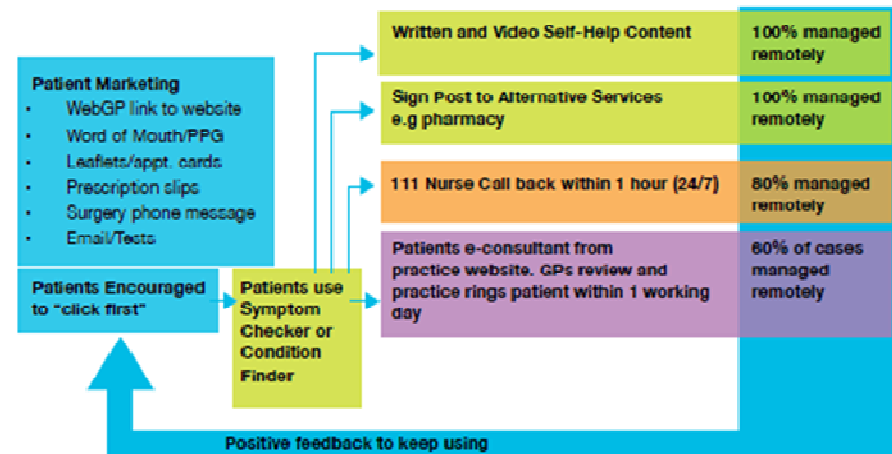 Written and Video Self-Help Content
100% managed
remotely
Patient Marketing
• WebGP link to website
• Word of Mouth/PPG
• Leaflets/appt. cards
• Prescription slips
• Surgery phone message
• Email/Tests
Sign Post to Alternative Services
e.g pharmacy
100% managed
remotely
111 Nurse Call back within 1 hour (24/7)
80% managed
remotely
Patients e-consultant from
practice website. GPs review and
practice rings patient within 1 working
day
60% of cases
managed
remotely
Patients Encouraged
to "click first"
Patients use
Symptom
Checker or
Condition
Finder
Positive feedback to keep using